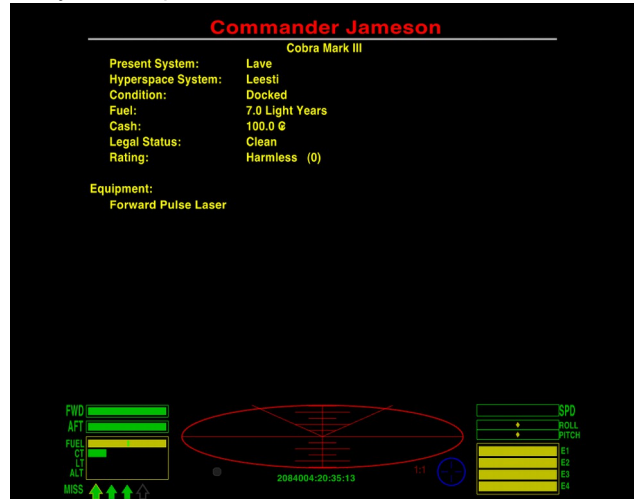 Commander Jameson
Cobra Mark III
Present System: Lave
Hyperspace System: Leesti
Condition: Docked
Fuel: 7.0 Light Years
Cash: 100.0 ₢
Legal Status: Clean
Rating: Harmless (0)
Equipment:
Forward Pulse Laser
FWD
AFT
FUEL
CT
LT
ALT
MISS
2084004:20:35:13
1:1
SPD
ROLL
PITCH
E1
E2
E3
E4